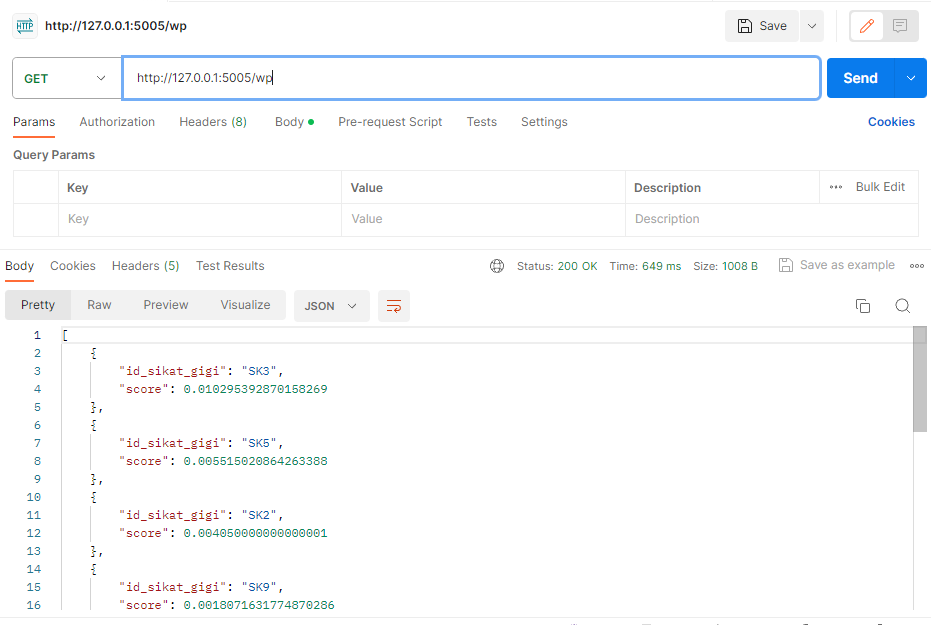 HTTP http://127.0.0.1:5005/wp Save
GET http://127.0.0.1:5005/wp Send
Params Authorization Headers (8) Body Pre-request Script Tests Settings Cookies
Query Params
Key Value Description Bulk Edit
Key Value Description
Body Cookies Headers (5) Test Results Status: 200 OK Time: 649 ms Size: 1008 B Save as example
Pretty Raw Preview Visualize JSON
1 [
2 {
3 "id_sikat_gigi": "SK3",
4 "score": 0.010295392870158269
5 },
6 {
7 "id_sikat_gigi": "SK5",
8 "score": 0.005515020864263388
9 },
10 {
11 "id_sikat_gigi": "SK2",
12 "score": 0.004050000000000001
13 },
14 {
15 "id_sikat_gigi": "SK9",
16 "score": 0.0018071631774870286